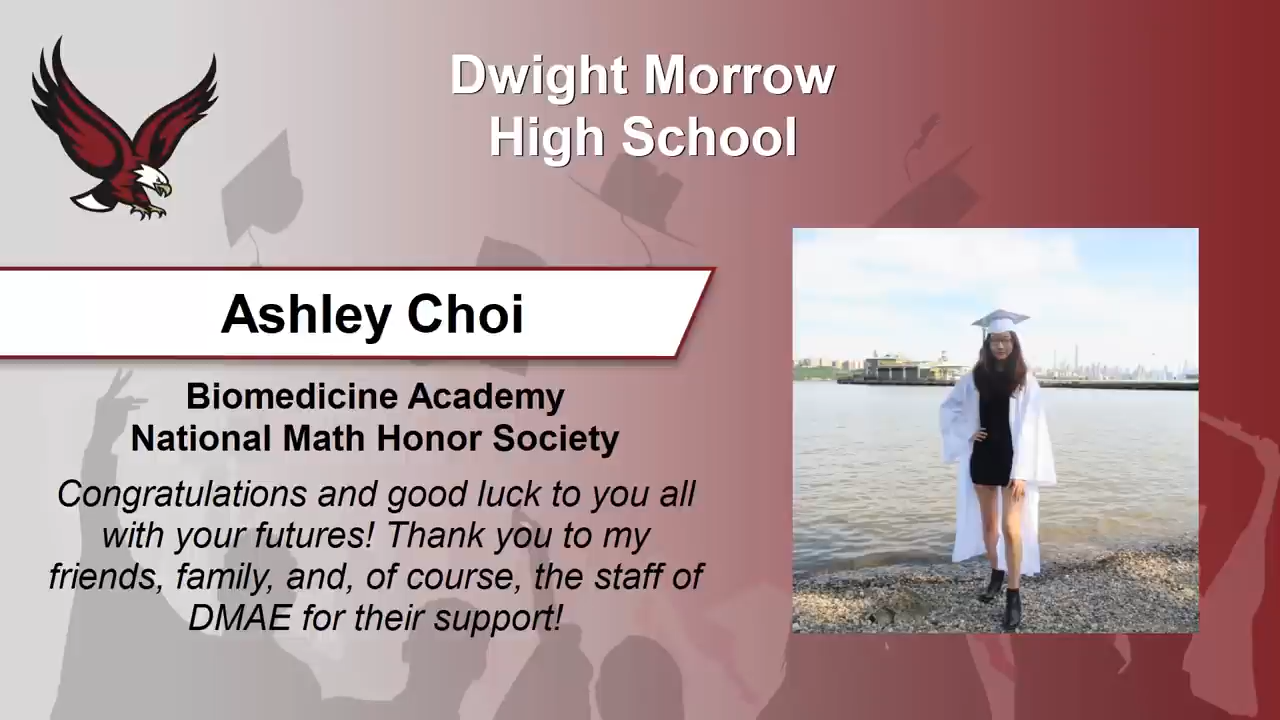 Dwight Morrow
High School
Ashley Choi
Biomedicine Academy
National Math Honor Society
Congratulations and good luck to you all
with your futures! Thank you to my
friends, family, and, of course, the staff of
DMAE for their support!